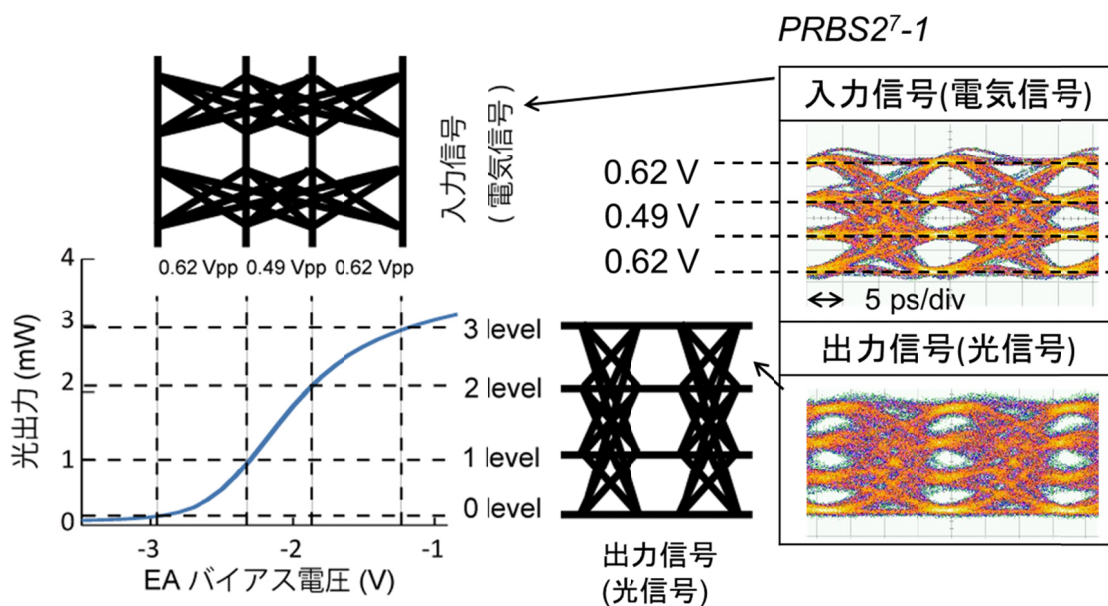 PRBS2⁷-1
入力信号(電気信号)
0.62 V
0.49 V
0.62 V
5 ps/div
出力信号(光信号)
入力信号
(電気信号)
0.62 Vpp 0.49 Vpp 0.62 Vpp
光出力 (mW)
4
3
2
1
0
3 level
2 level
1 level
0 level
-3 -2 -1
EA バイアス電圧 (V)
出力信号
(光信号)